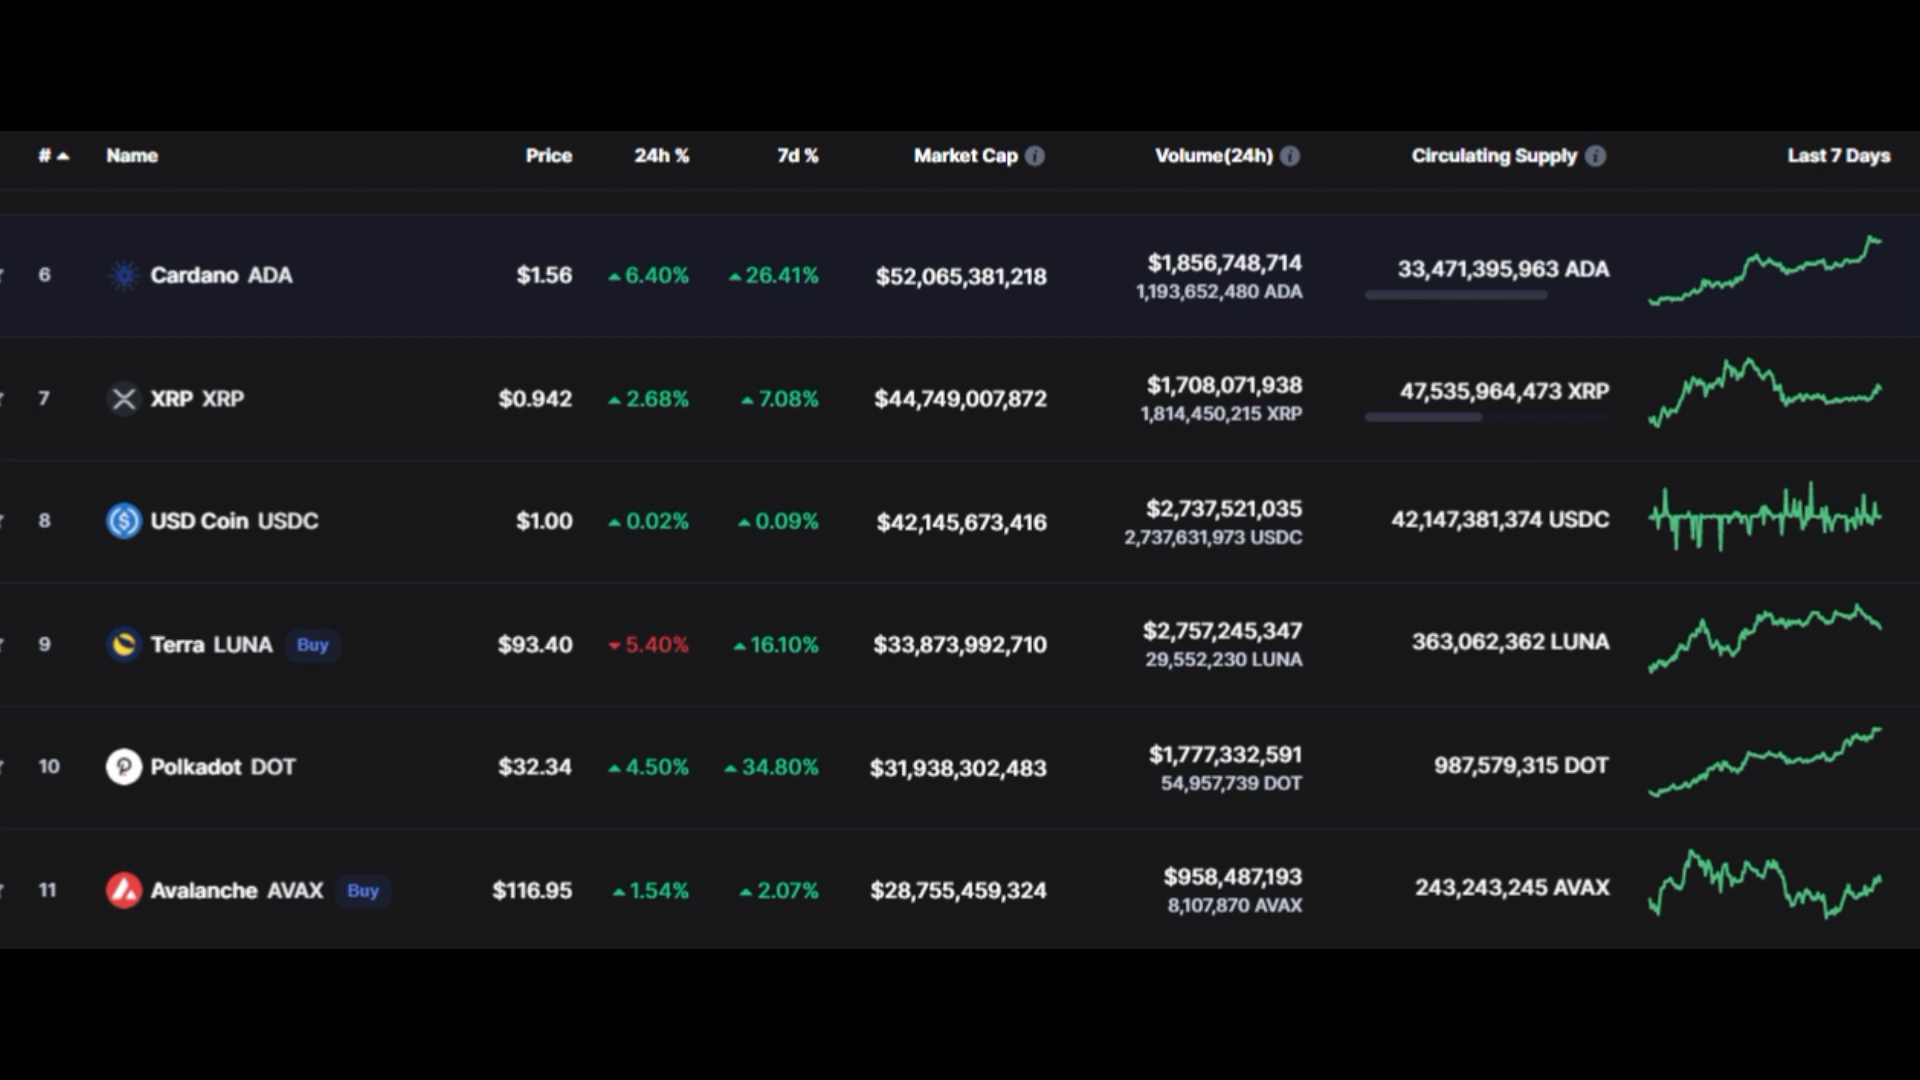 # Name Price 24h % 7d % Market Cap Volume(24h) Circulating Supply Last 7 Days
6 Cardano ADA $1.56 6.40% 26.41% $52,065,381,218 $1,856,748,714 33,471,395,963 ADA
1,193,652,480 ADA
7 XRP XRP $0.942 2.68% 7.08% $44,749,007,872 $1,708,071,938 47,535,964,473 XRP
1,814,450,215 XRP
8 USD Coin USDC $1.00 0.02% 0.09% $42,145,673,416 $2,737,521,035 42,147,381,374 USDC
2,737,631,973 USDC
9 Terra LUNA Buy $93.40 5.40% 16.10% $33,873,992,710 $2,757,245,347 363,062,362 LUNA
29,552,230 LUNA
10 Polkadot DOT $32.34 4.50% 34.80% $31,938,302,483 $1,777,332,591 987,579,315 DOT
54,957,739 DOT
11 Avalanche AVAX Buy $116.95 1.54% 2.07% $28,755,459,324 $958,487,193 243,243,245 AVAX
8,107,870 AVAX